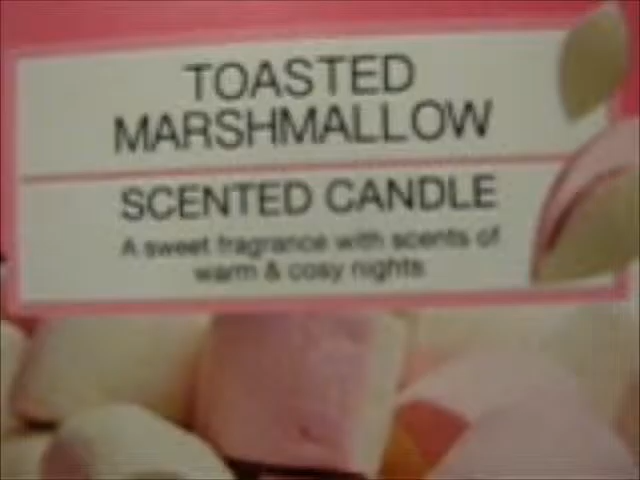 TOASTED
MARSHMALLOW
SCENTED CANDLE
A sweet fragrance with scents of
warm & cosy nights